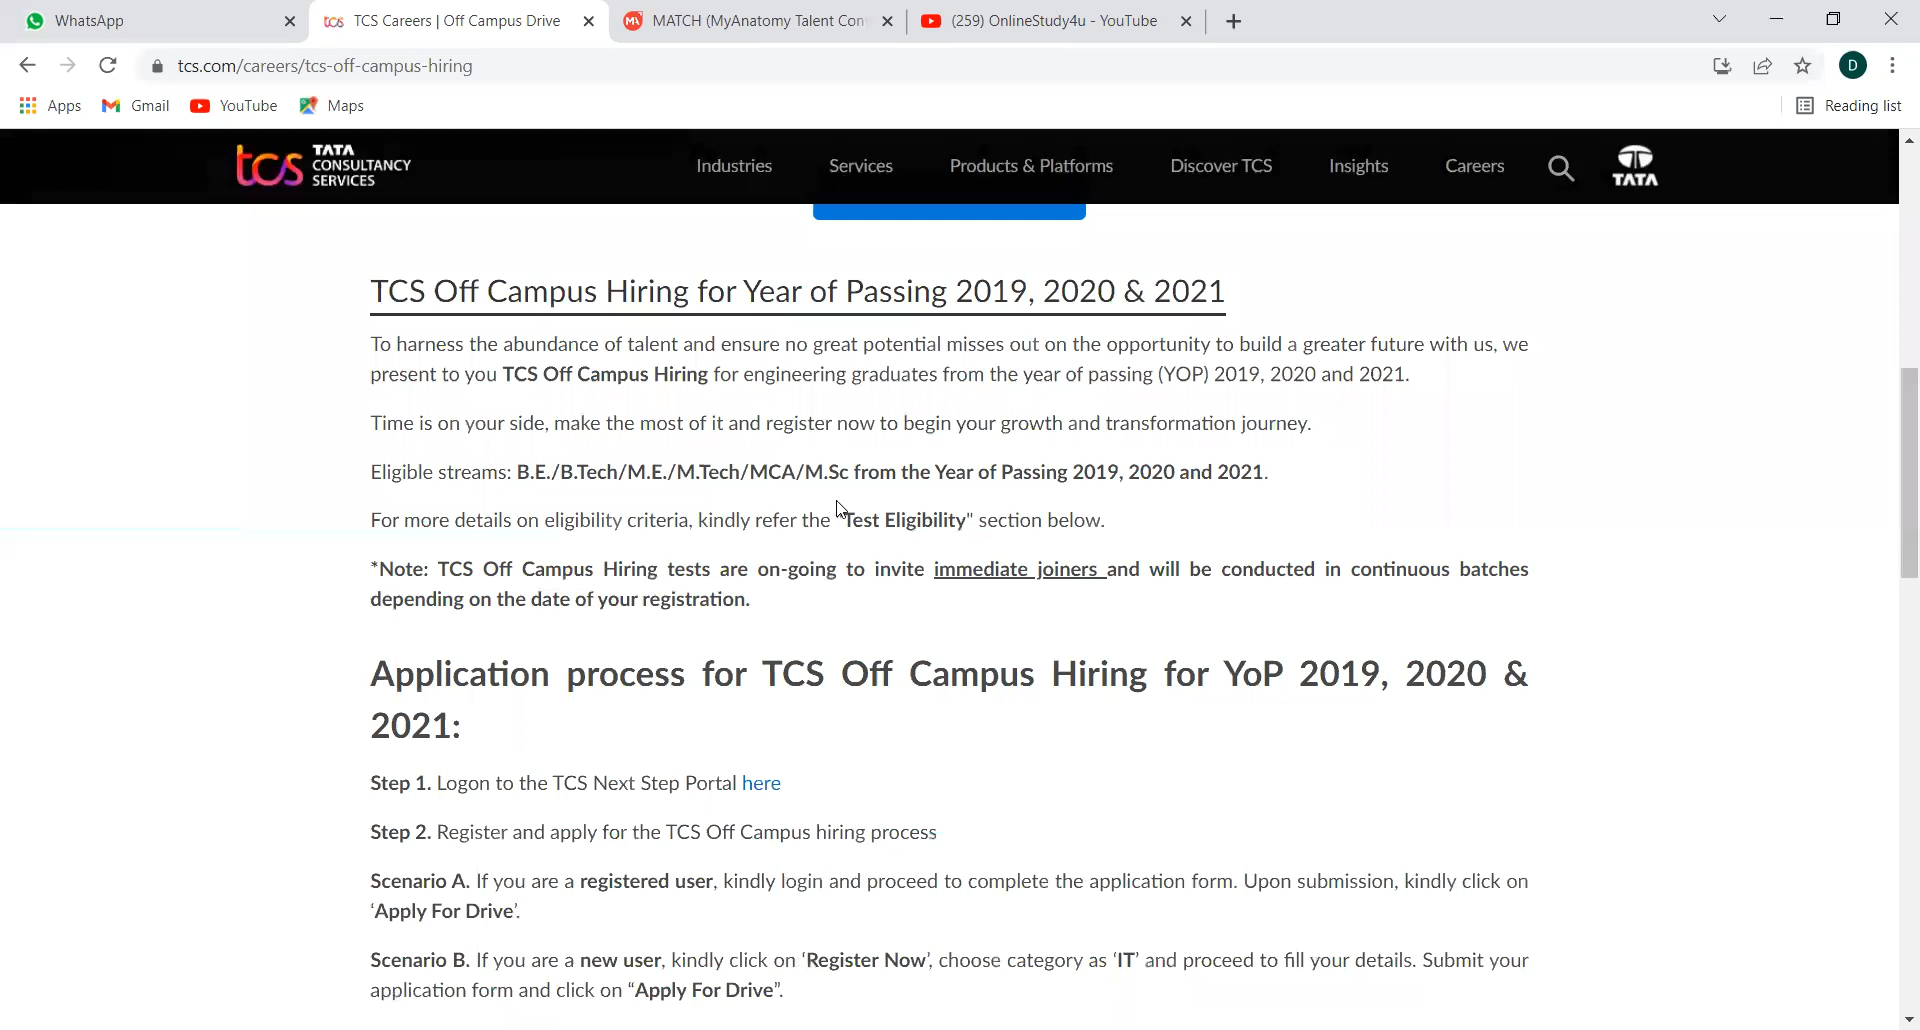 WhatsApp
tcs TCS Careers | Off Campus Drive
MATCH (MyAnatomy Talent Con
(259) OnlineStudy4u - YouTube
tcs.com/careers/tcs-off-campus-hiring
D
Apps
Gmail
YouTube
Maps
Reading list
tcs TATA
CONSULTANCY
SERVICES
Industries
Services
Products & Platforms
Discover TCS
Insights
Careers
TATA
TCS Off Campus Hiring for Year of Passing 2019, 2020 & 2021
To harness the abundance of talent and ensure no great potential misses out on the opportunity to build a greater future with us, we
present to you TCS Off Campus Hiring for engineering graduates from the year of passing (YOP) 2019, 2020 and 2021.
Time is on your side, make the most of it and register now to begin your growth and transformation journey.
Eligible streams: B.E./B.Tech/M.E./M.Tech/MCA/M.Sc from the Year of Passing 2019, 2020 and 2021.
For more details on eligibility criteria, kindly refer the "Test Eligibility" section below.
*Note: TCS Off Campus Hiring tests are on-going to invite immediate joiners and will be conducted in continuous batches
depending on the date of your registration.
Application process for TCS Off Campus Hiring for YoP 2019, 2020 &
2021:
Step 1. Logon to the TCS Next Step Portal here
Step 2. Register and apply for the TCS Off Campus hiring process
Scenario A. If you are a registered user, kindly login and proceed to complete the application form. Upon submission, kindly click on
‘Apply For Drive’.
Scenario B. If you are a new user, kindly click on ‘Register Now’, choose category as ‘IT’ and proceed to fill your details. Submit your
application form and click on “Apply For Drive”.